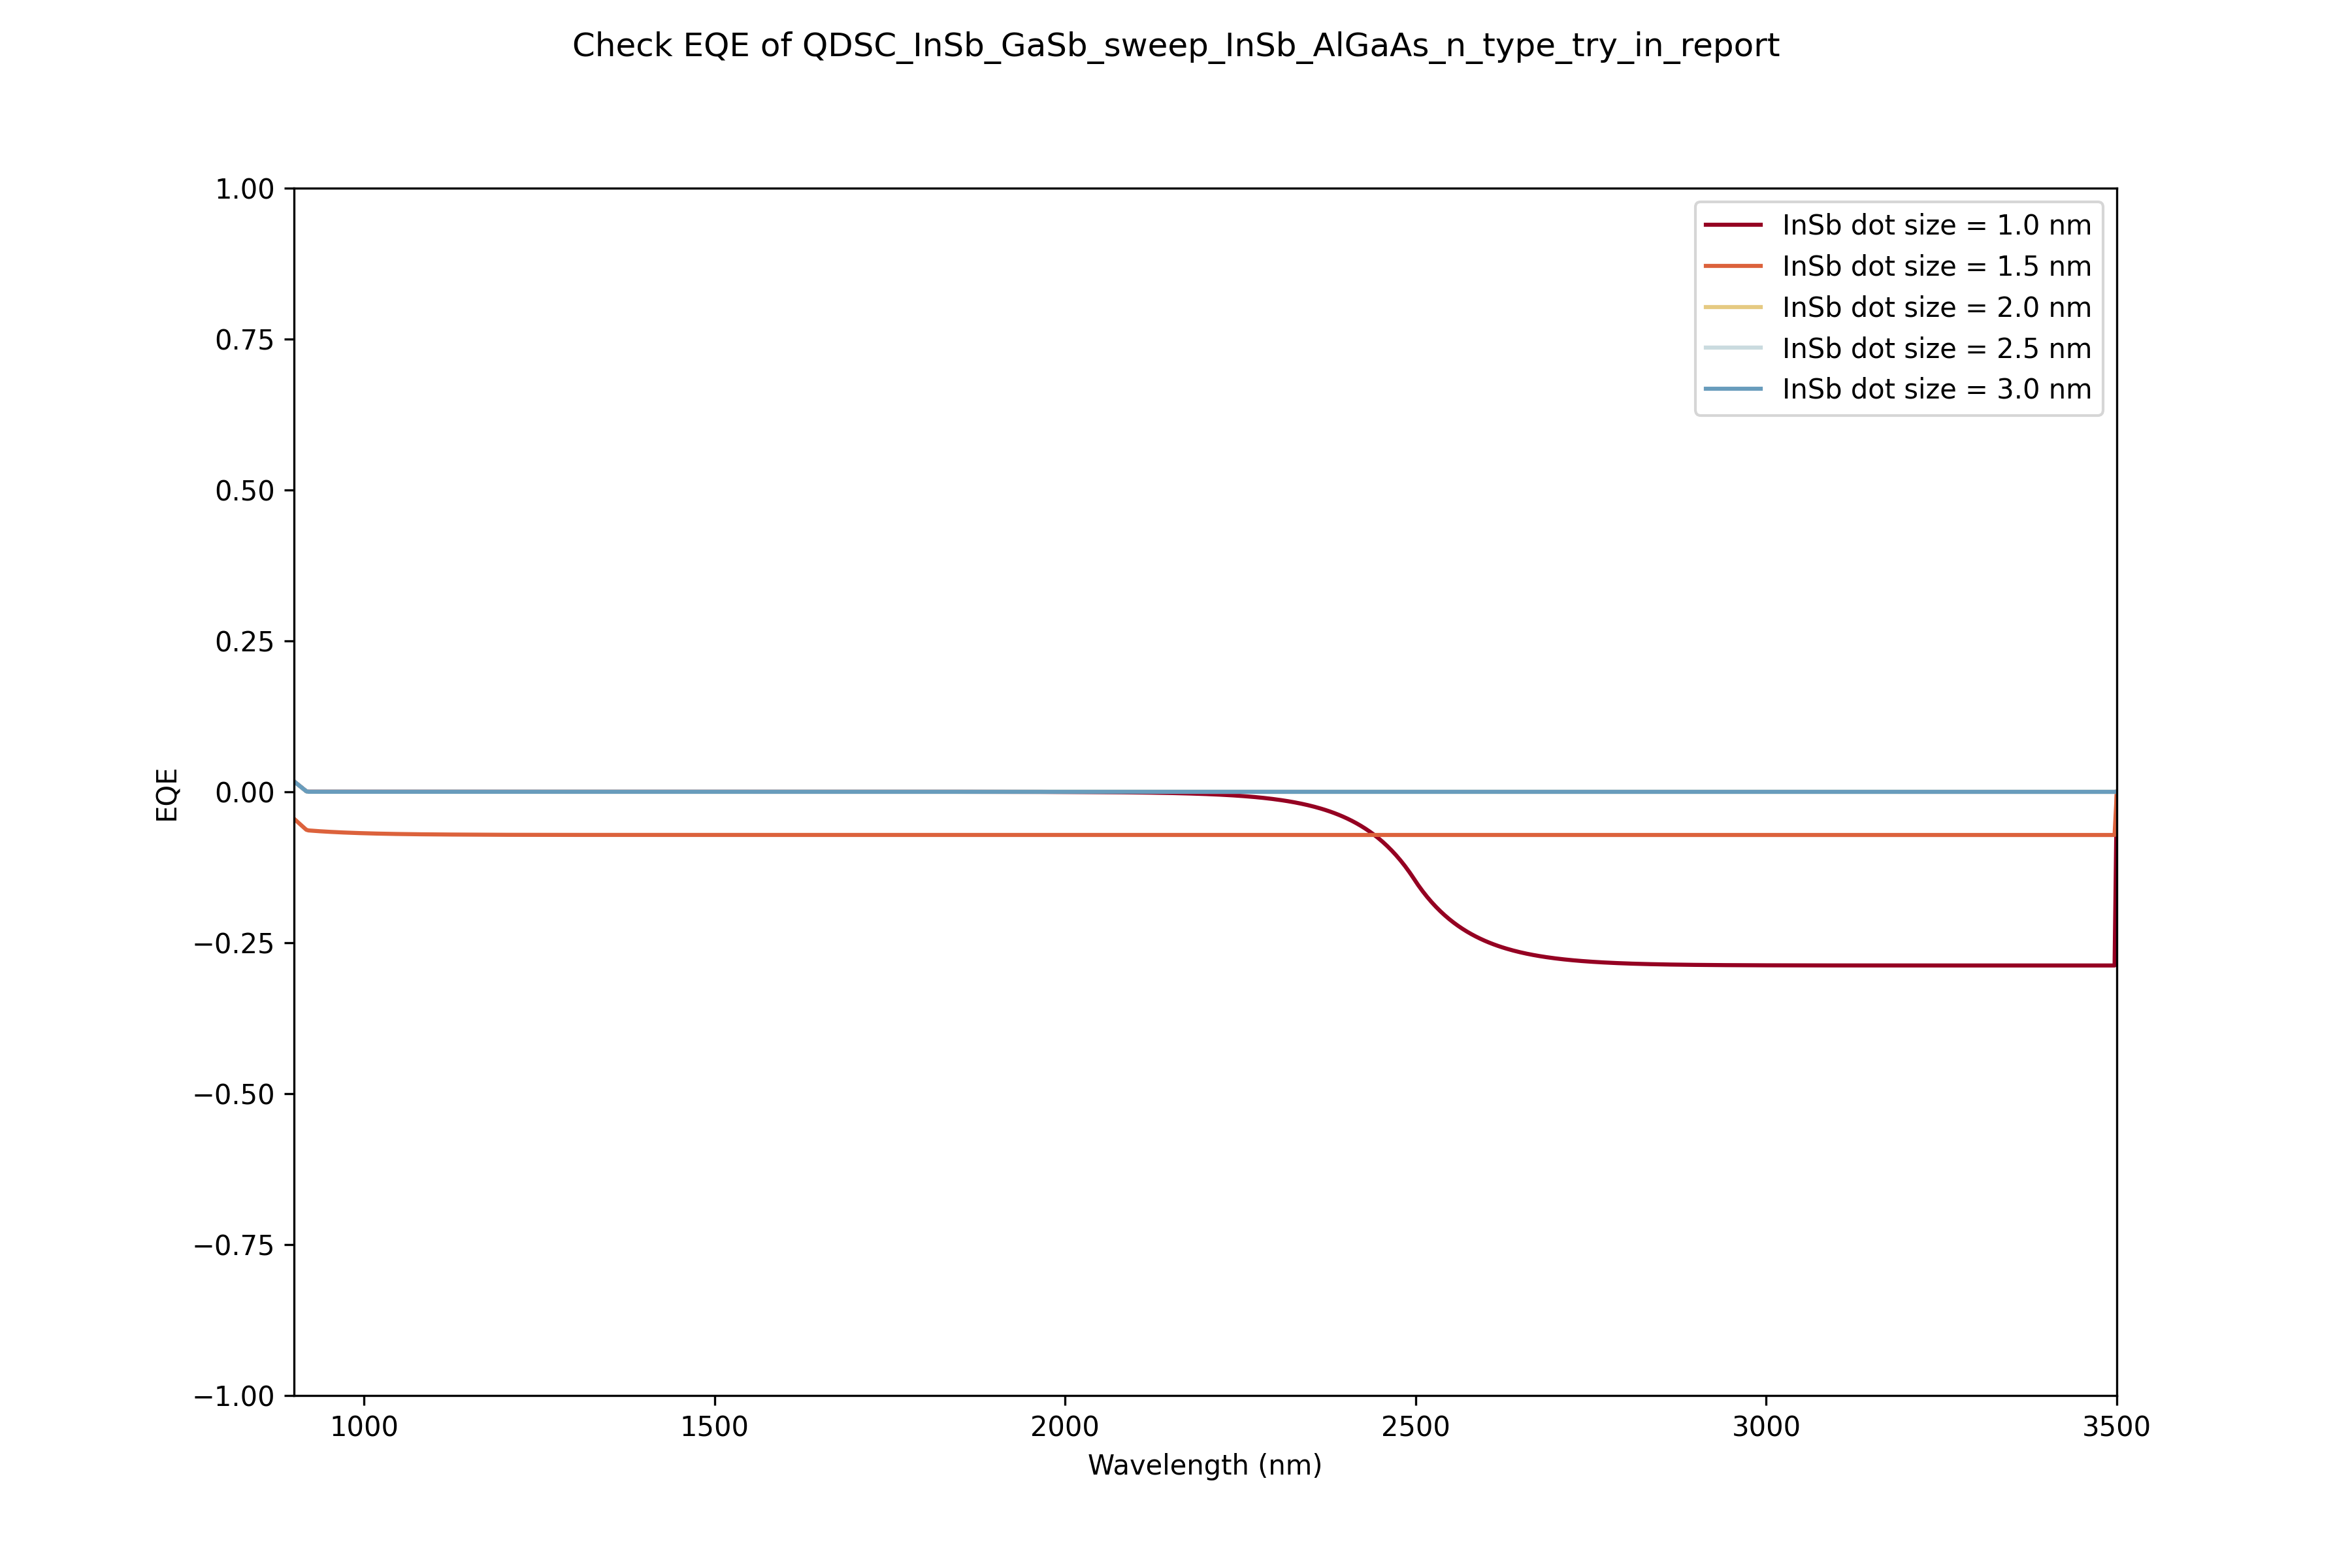 Check EQE of QDSC_InSb_GaSb_sweep_InSb_AlGaAs_n_type_try_in_report
1.00
0.75
0.50
0.25
0.00
−0.25
−0.50
−0.75
−1.00
EQE
InSb dot size = 1.0 nm
InSb dot size = 1.5 nm
InSb dot size = 2.0 nm
InSb dot size = 2.5 nm
InSb dot size = 3.0 nm
1000 1500 2000 2500 3000 3500
Wavelength (nm)